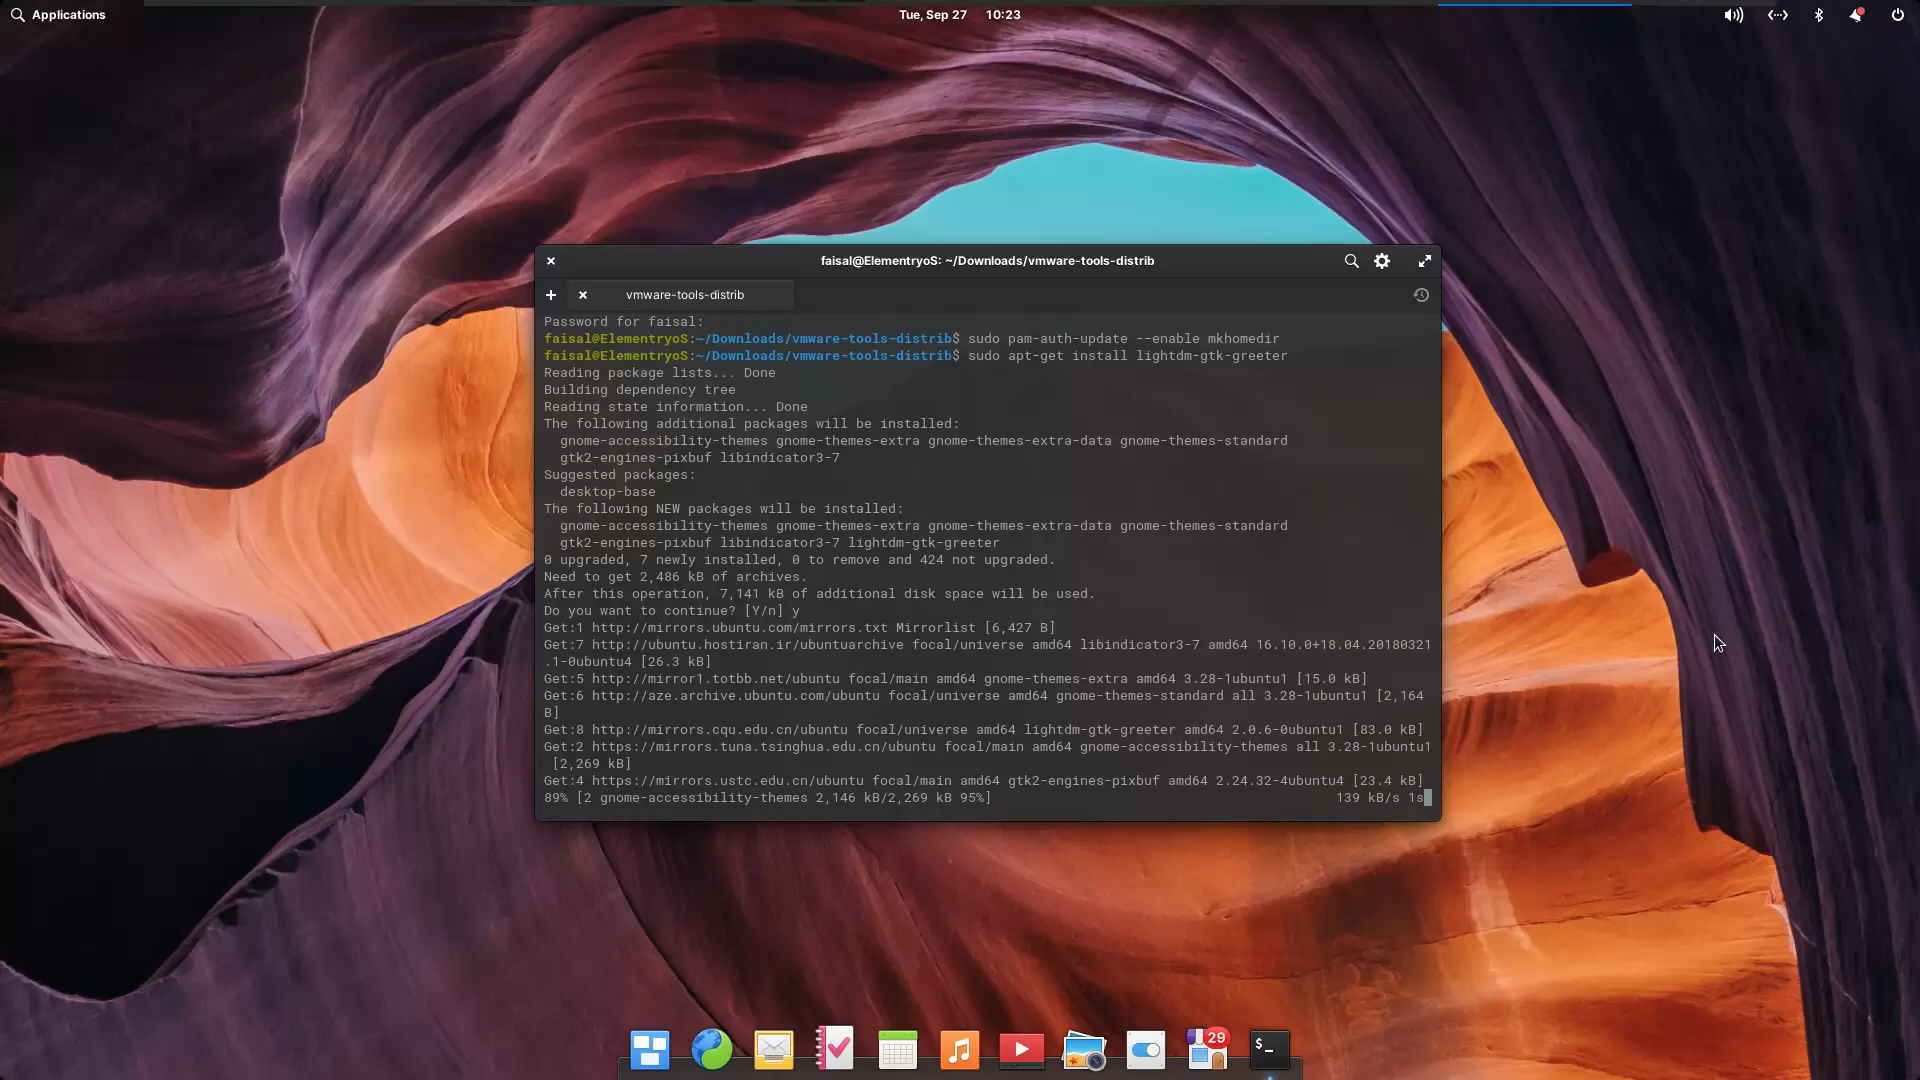 Applications
Tue, Sep 27 10:23
faisal@ElementryoS: ~/Downloads/vmware-tools-distrib
vmware-tools-distrib
Password for faisal:
faisal@ElementryoS:~/Downloads/vmware-tools-distrib$ sudo pam-auth-update --enable mkhomedir
faisal@ElementryoS:~/Downloads/vmware-tools-distrib$ sudo apt-get install lightdm-gtk-greeter
Reading package lists... Done
Building dependency tree
Reading state information... Done
The following additional packages will be installed:
  gnome-accessibility-themes gnome-themes-extra gnome-themes-extra-data gnome-themes-standard
  gtk2-engines-pixbuf libindicator3-7
Suggested packages:
  desktop-base
The following NEW packages will be installed:
  gnome-accessibility-themes gnome-themes-extra gnome-themes-extra-data gnome-themes-standard
  gtk2-engines-pixbuf libindicator3-7 lightdm-gtk-greeter
0 upgraded, 7 newly installed, 0 to remove and 424 not upgraded.
Need to get 2,486 kB of archives.
After this operation, 7,141 kB of additional disk space will be used.
Do you want to continue? [Y/n] y
Get:1 http://mirrors.ubuntu.com/mirrors.txt Mirrorlist [6,427 B]
Get:7 http://ubuntu.hostiran.ir/ubuntuarchive focal/universe amd64 libindicator3-7 amd64 16.10.0+18.04.20180321
.1-0ubuntu4 [26.3 kB]
Get:5 http://mirror1.totbb.net/ubuntu focal/main amd64 gnome-themes-extra amd64 3.28-1ubuntu1 [15.0 kB]
Get:6 http://aze.archive.ubuntu.com/ubuntu focal/universe amd64 gnome-themes-standard all 3.28-1ubuntu1 [2,164
B]
Get:8 http://mirrors.cqu.edu.cn/ubuntu focal/universe amd64 lightdm-gtk-greeter amd64 2.0.6-0ubuntu1 [83.0 kB]
Get:2 https://mirrors.tuna.tsinghua.edu.cn/ubuntu focal/main amd64 gnome-accessibility-themes all 3.28-1ubuntu1
 [2,269 kB]
Get:4 https://mirrors.ustc.edu.cn/ubuntu focal/main amd64 gtk2-engines-pixbuf amd64 2.24.32-4ubuntu4 [23.4 kB]
89% [2 gnome-accessibility-themes 2,146 kB/2,269 kB 95%] 139 kB/s 1s
29
$_